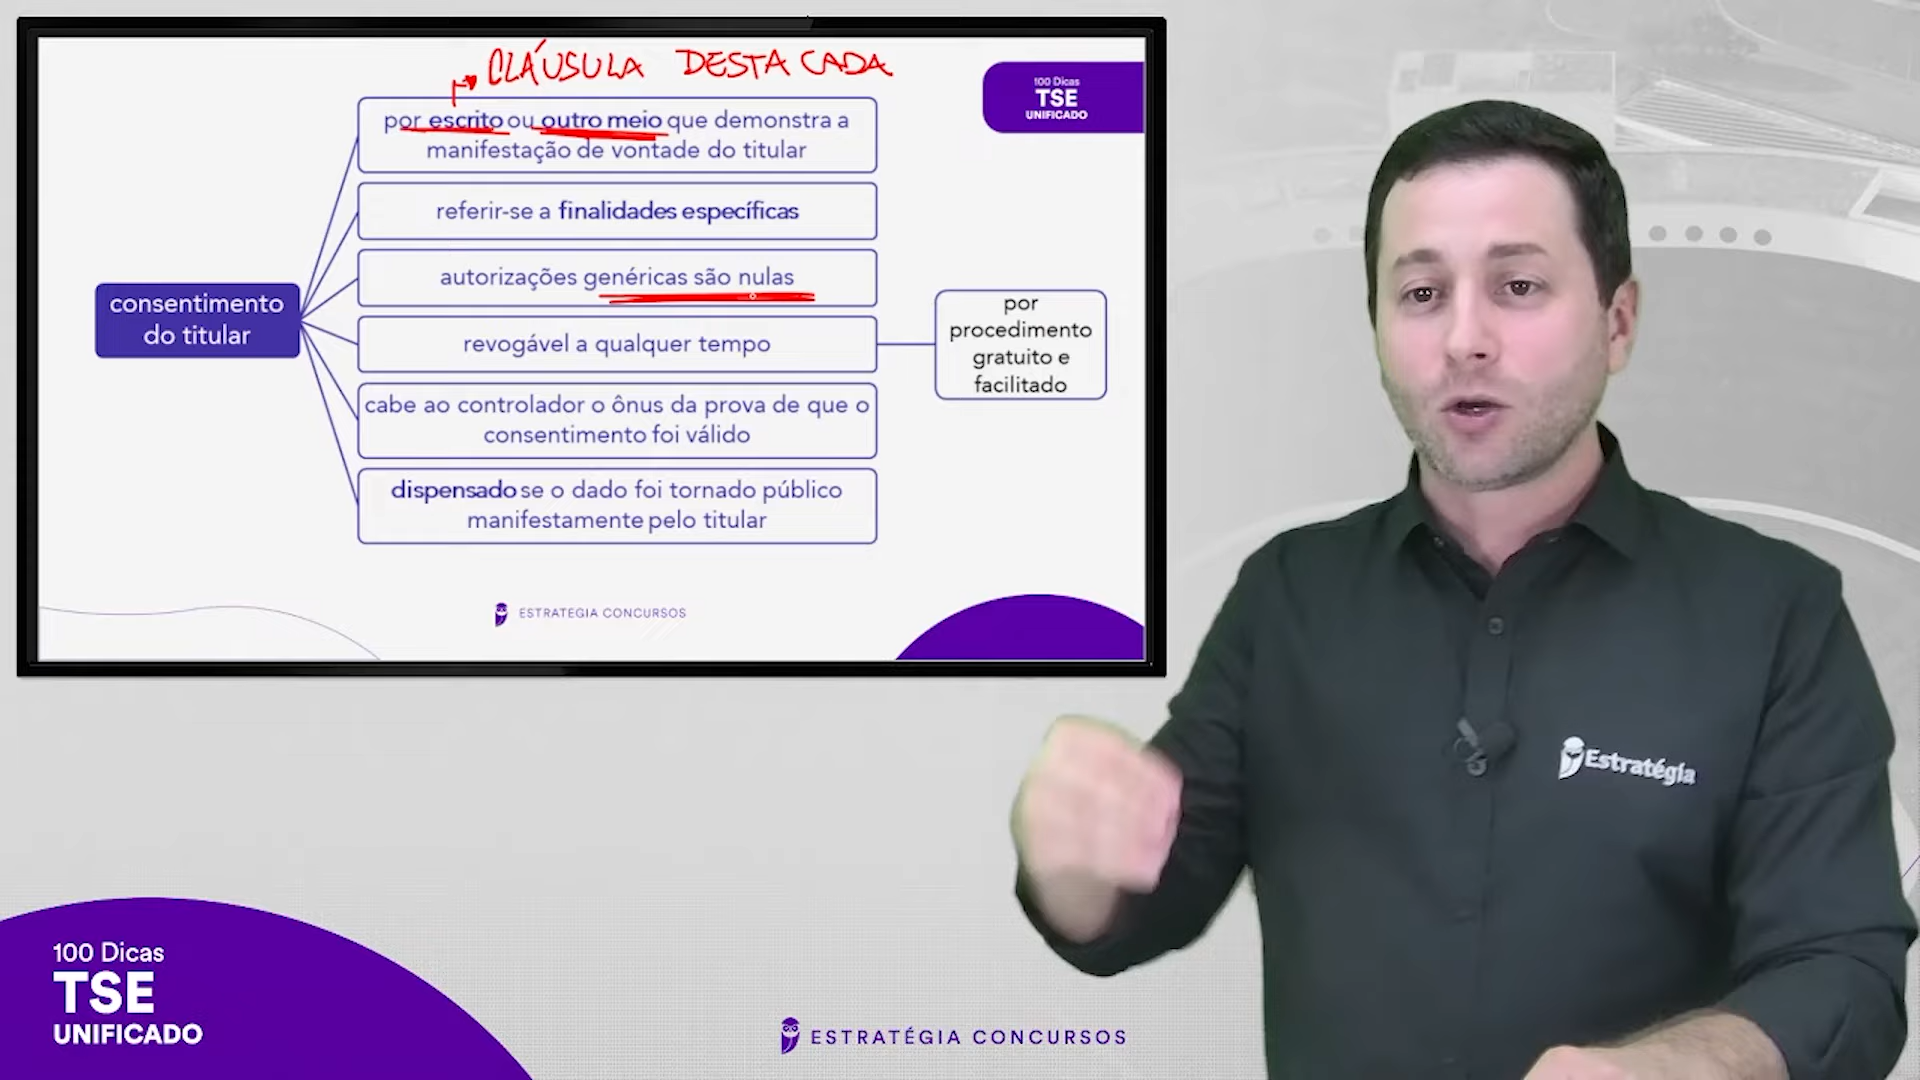 CLÁUSULA DESTACADA
100 Dicas
TSE
UNIFICADO
por escrito ou outro meio que demonstra a
manifestação de vontade do titular
referir-se a finalidades específicas
autorizações genéricas são nulas
consentimento
do titular
revogável a qualquer tempo
por
procedimento
gratuito e
facilitado
cabe ao controlador o ônus da prova de que o
consentimento foi válido
dispensado se o dado foi tornado público
manifestamente pelo titular
ESTRATEGIA CONCURSOS
Estratégia
100 Dicas
TSE
UNIFICADO
ESTRATÉGIA CONCURSOS